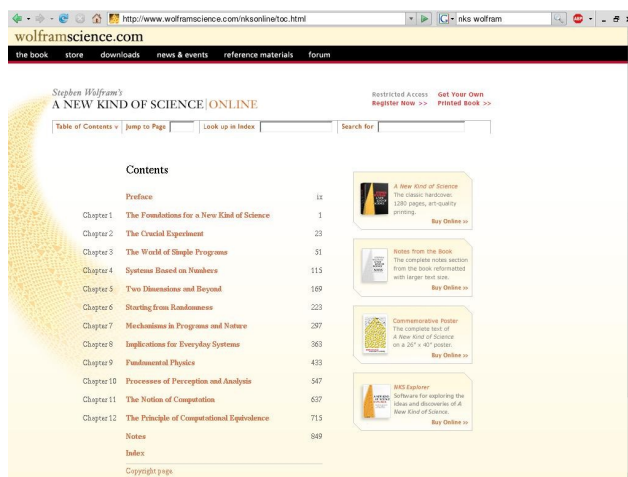 http://www.wolframscience.com/nksonline/toc.html
nks wolfram
wolframscience.com
the book store downloads news & events reference materials forum
Stephen Wolfram's
A NEW KIND OF SCIENCE | ONLINE
Restricted Access Get Your Own
Register Now >> Printed Book >>
Table of Contents v Jump to Page Look up in Index Search for
Contents
Preface ix
Chapter 1 The Foundations for a New Kind of Science 1
Chapter 2 The Crucial Experiment 23
Chapter 3 The World of Simple Programs 51
Chapter 4 Systems Based on Numbers 115
Chapter 5 Two Dimensions and Beyond 169
Chapter 6 Starting from Randomness 223
Chapter 7 Mechanisms in Programs and Nature 297
Chapter 8 Implications for Everyday Systems 363
Chapter 9 Fundamental Physics 433
Chapter 10 Processes of Perception and Analysis 547
Chapter 11 The Notion of Computation 637
Chapter 12 The Principle of Computational Equivalence 715
Notes 849
Index
Copyright page
A New Kind of Science
The classic hardcover:
1280 pages, art-quality
printing.
Buy Online >>
Notes from the Book
The complete notes section
from the book reformatted
with larger text size.
Buy Online >>
Commemorative Poster
The complete text of
A New Kind of Science
on a 26" x 40" poster.
Buy Online >>
NKS Explorer
Software for exploring the
ideas and discoveries of A
New Kind of Science.
Buy Online >>